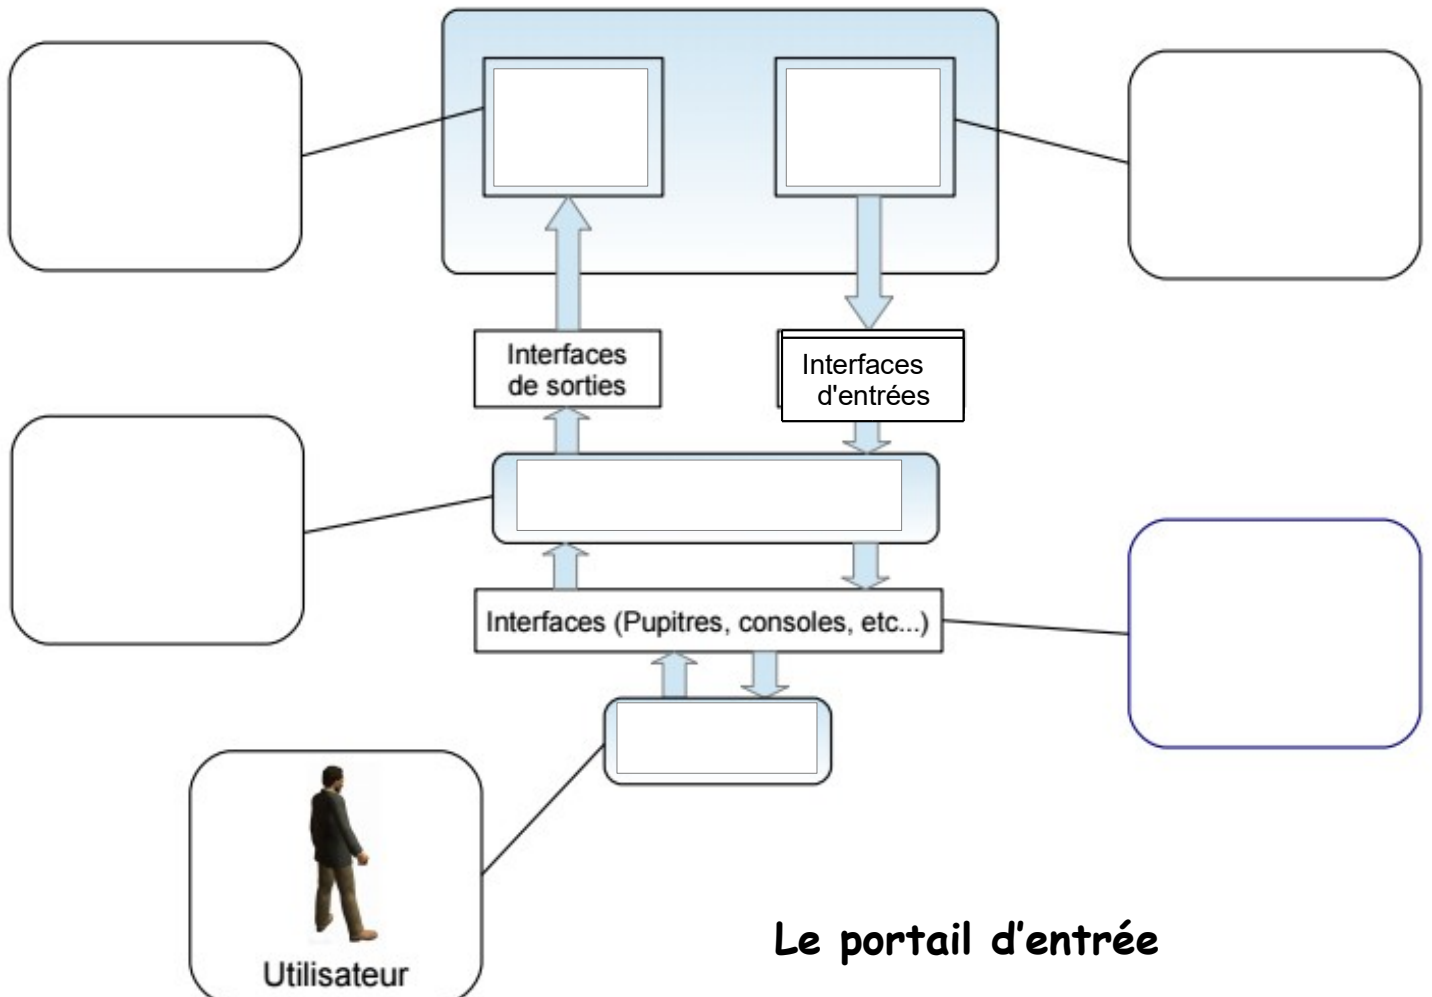 Interfaces
de sorties
Interfaces
d'entrées
Interfaces (Pupitres, consoles, etc...)
Utilisateur
Le portail d'entrée